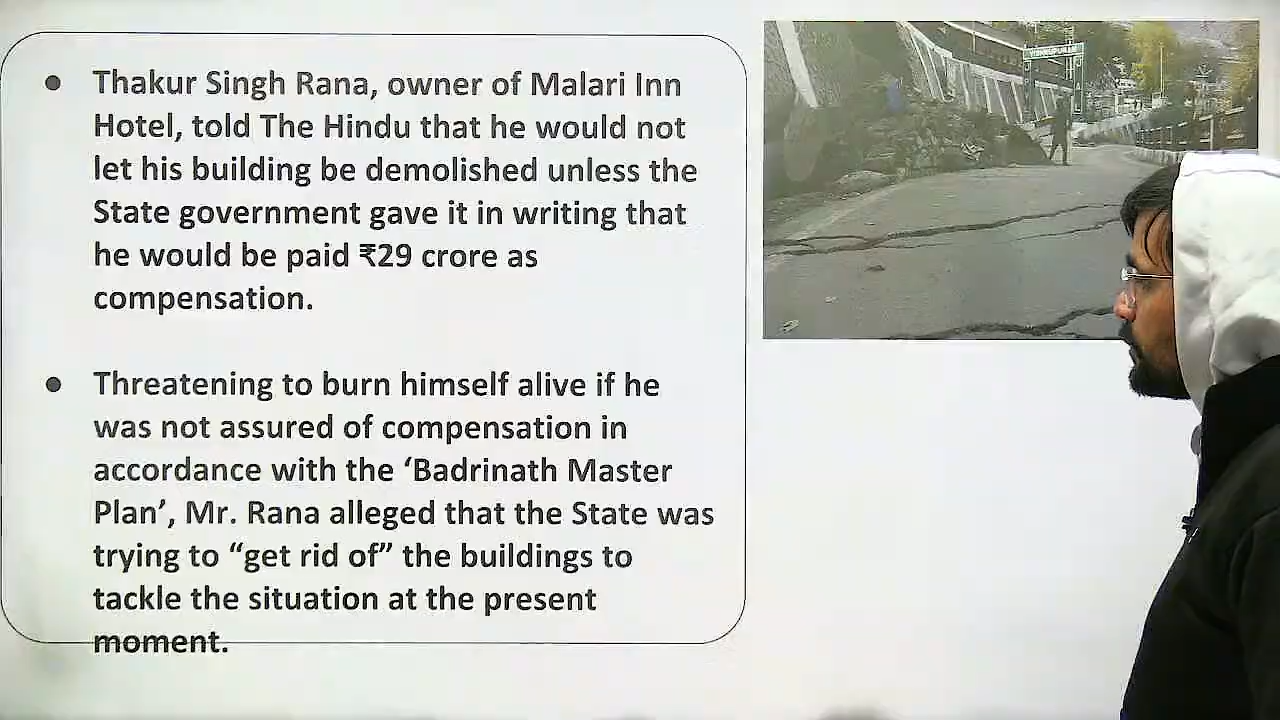 ● Thakur Singh Rana, owner of Malari Inn
Hotel, told The Hindu that he would not
let his building be demolished unless the
State government gave it in writing that
he would be paid ₹29 crore as
compensation.
● Threatening to burn himself alive if he
was not assured of compensation in
accordance with the ‘Badrinath Master
Plan’, Mr. Rana alleged that the State was
trying to “get rid of” the buildings to
tackle the situation at the present
moment.